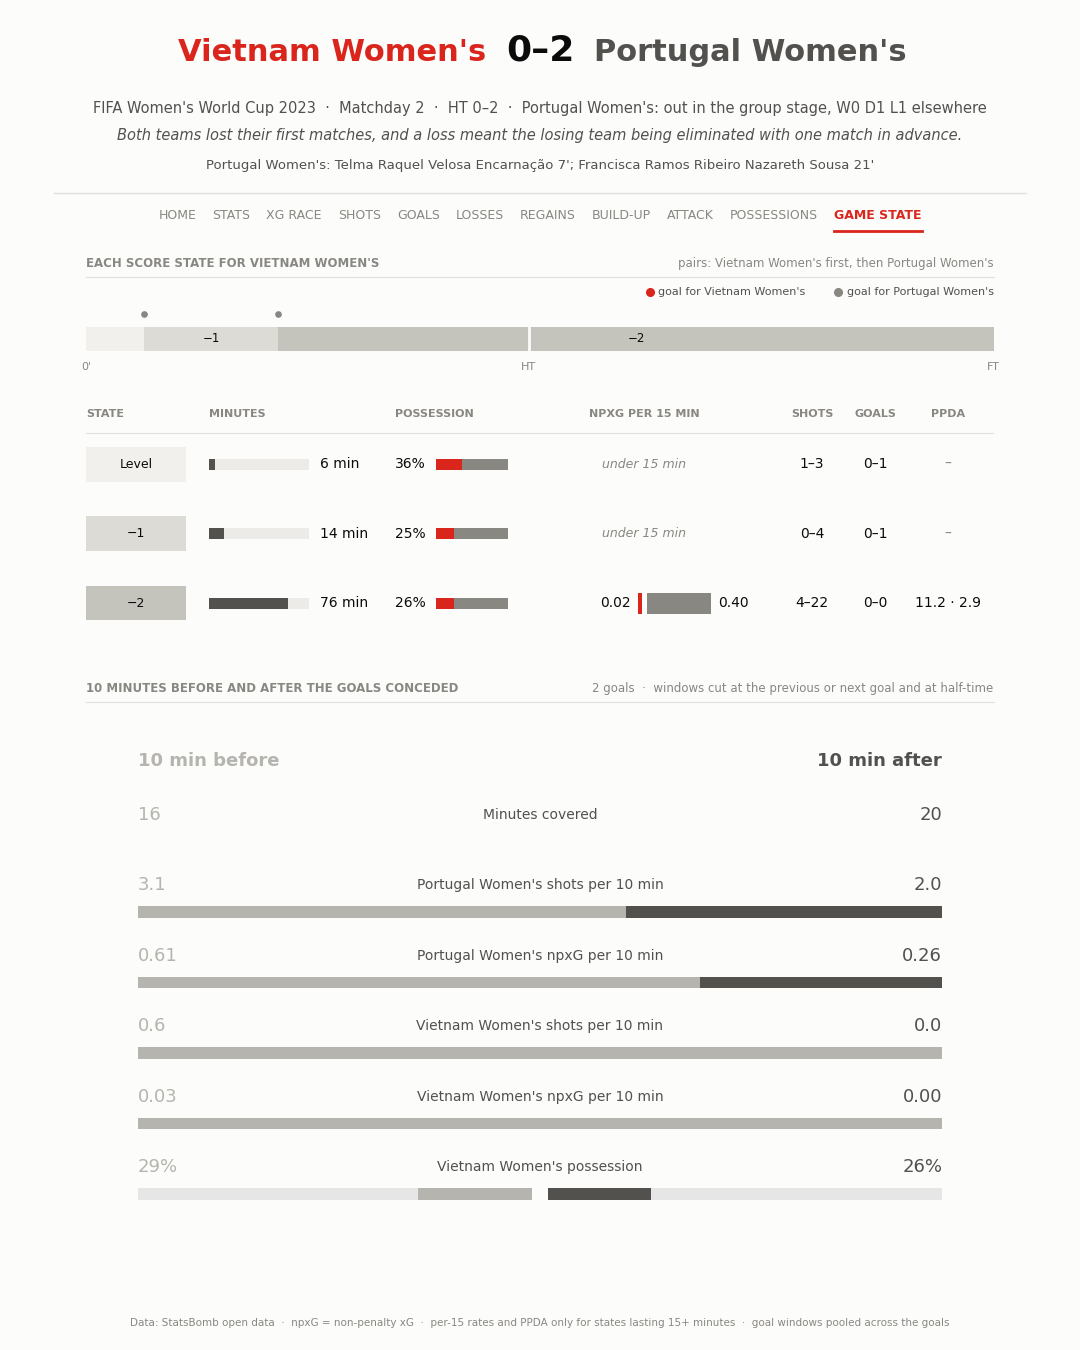 Vietnam Women's 0–2 Portugal Women's
FIFA Women's World Cup 2023 · Matchday 2 · HT 0–2 · Portugal Women's: out in the group stage, W0 D1 L1 elsewhere
Both teams lost their first matches, and a loss meant the losing team being eliminated with one match in advance.
Portugal Women's: Telma Raquel Velosa Encarnação 7'; Francisca Ramos Ribeiro Nazareth Sousa 21'
HOME STATS XG RACE SHOTS GOALS LOSSES REGAINS BUILD-UP ATTACK POSSESSIONS GAME STATE
EACH SCORE STATE FOR VIETNAM WOMEN'S pairs: Vietnam Women's first, then Portugal Women's
goal for Vietnam Women's goal for Portugal Women's
−1 −2
0' HT FT
STATE MINUTES POSSESSION NPXG PER 15 MIN SHOTS GOALS PPDA
Level 6 min 36% under 15 min 1–3 0–1 –
−1 14 min 25% under 15 min 0–4 0–1 –
−2 76 min 26% 0.02 0.40 4–22 0–0 11.2 · 2.9
10 MINUTES BEFORE AND AFTER THE GOALS CONCEDED 2 goals · windows cut at the previous or next goal and at half-time
10 min before 10 min after
16 Minutes covered 20
3.1 Portugal Women's shots per 10 min 2.0
0.61 Portugal Women's npxG per 10 min 0.26
0.6 Vietnam Women's shots per 10 min 0.0
0.03 Vietnam Women's npxG per 10 min 0.00
29% Vietnam Women's possession 26%
Data: StatsBomb open data · npxG = non-penalty xG · per-15 rates and PPDA only for states lasting 15+ minutes · goal windows pooled across the goals